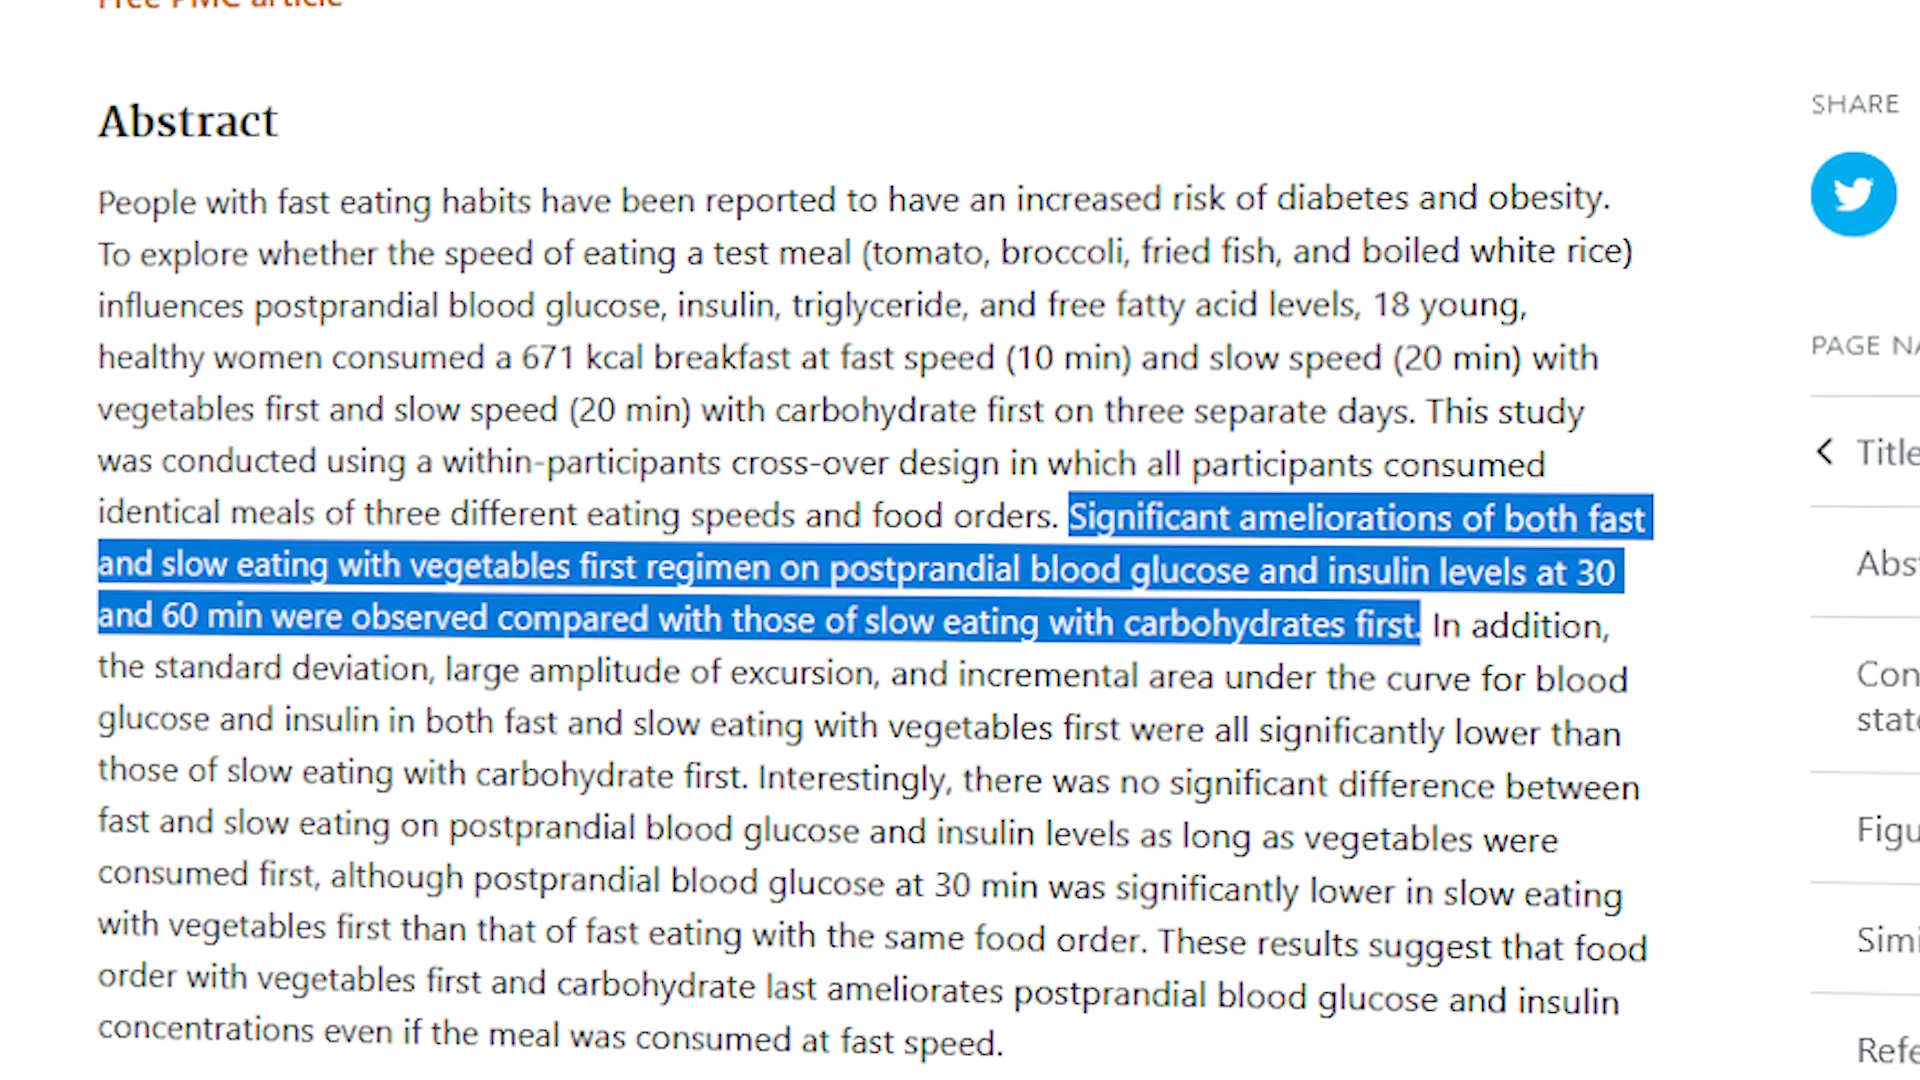 Free PMC article
Abstract
People with fast eating habits have been reported to have an increased risk of diabetes and obesity.
To explore whether the speed of eating a test meal (tomato, broccoli, fried fish, and boiled white rice)
influences postprandial blood glucose, insulin, triglyceride, and free fatty acid levels, 18 young,
healthy women consumed a 671 kcal breakfast at fast speed (10 min) and slow speed (20 min) with
vegetables first and slow speed (20 min) with carbohydrate first on three separate days. This study
was conducted using a within-participants cross-over design in which all participants consumed
identical meals of three different eating speeds and food orders. Significant ameliorations of both fast
and slow eating with vegetables first regimen on postprandial blood glucose and insulin levels at 30
and 60 min were observed compared with those of slow eating with carbohydrates first. In addition,
the standard deviation, large amplitude of excursion, and incremental area under the curve for blood
glucose and insulin in both fast and slow eating with vegetables first were all significantly lower than
those of slow eating with carbohydrate first. Interestingly, there was no significant difference between
fast and slow eating on postprandial blood glucose and insulin levels as long as vegetables were
consumed first, although postprandial blood glucose at 30 min was significantly lower in slow eating
with vegetables first than that of fast eating with the same food order. These results suggest that food
order with vegetables first and carbohydrate last ameliorates postprandial blood glucose and insulin
concentrations even if the meal was consumed at fast speed.
SHARE
PAGE NA
Title
Abs
Con
state
Figu
Simi
Refe